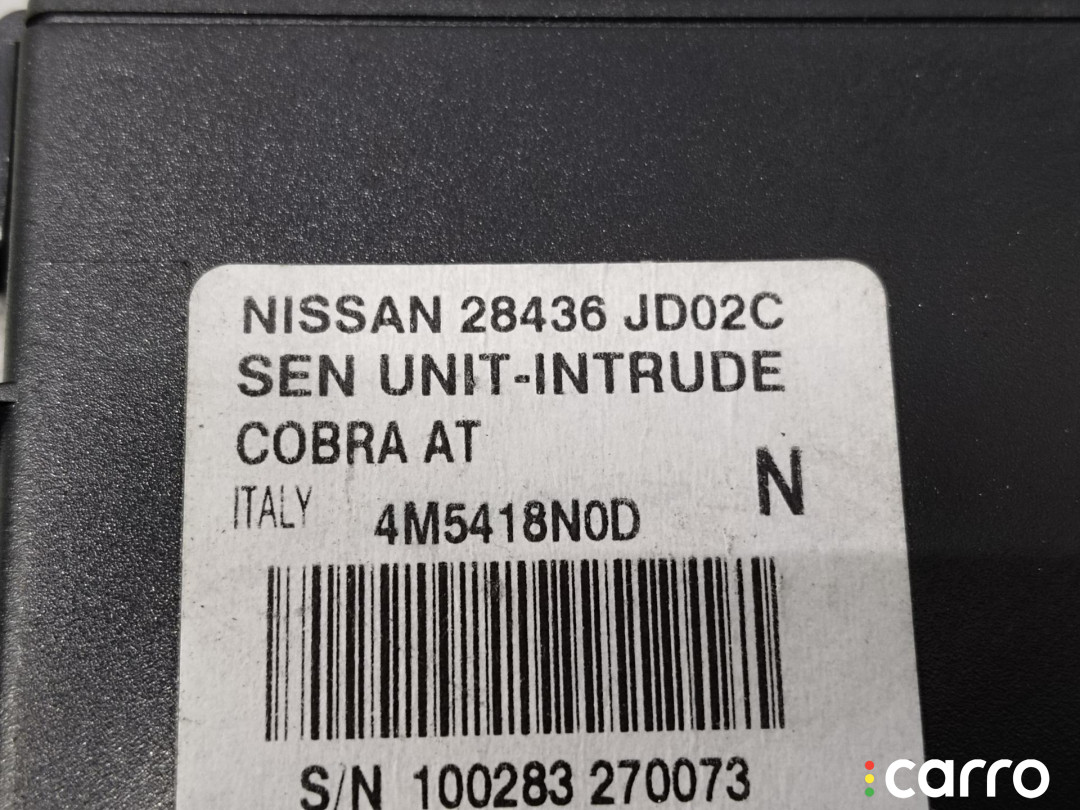 NISSAN 28436 JD02C
SEN UNIT-INTRUDE
COBRA AT
N
ITALY 4M5418N0D
S/N 100283 270073
carro